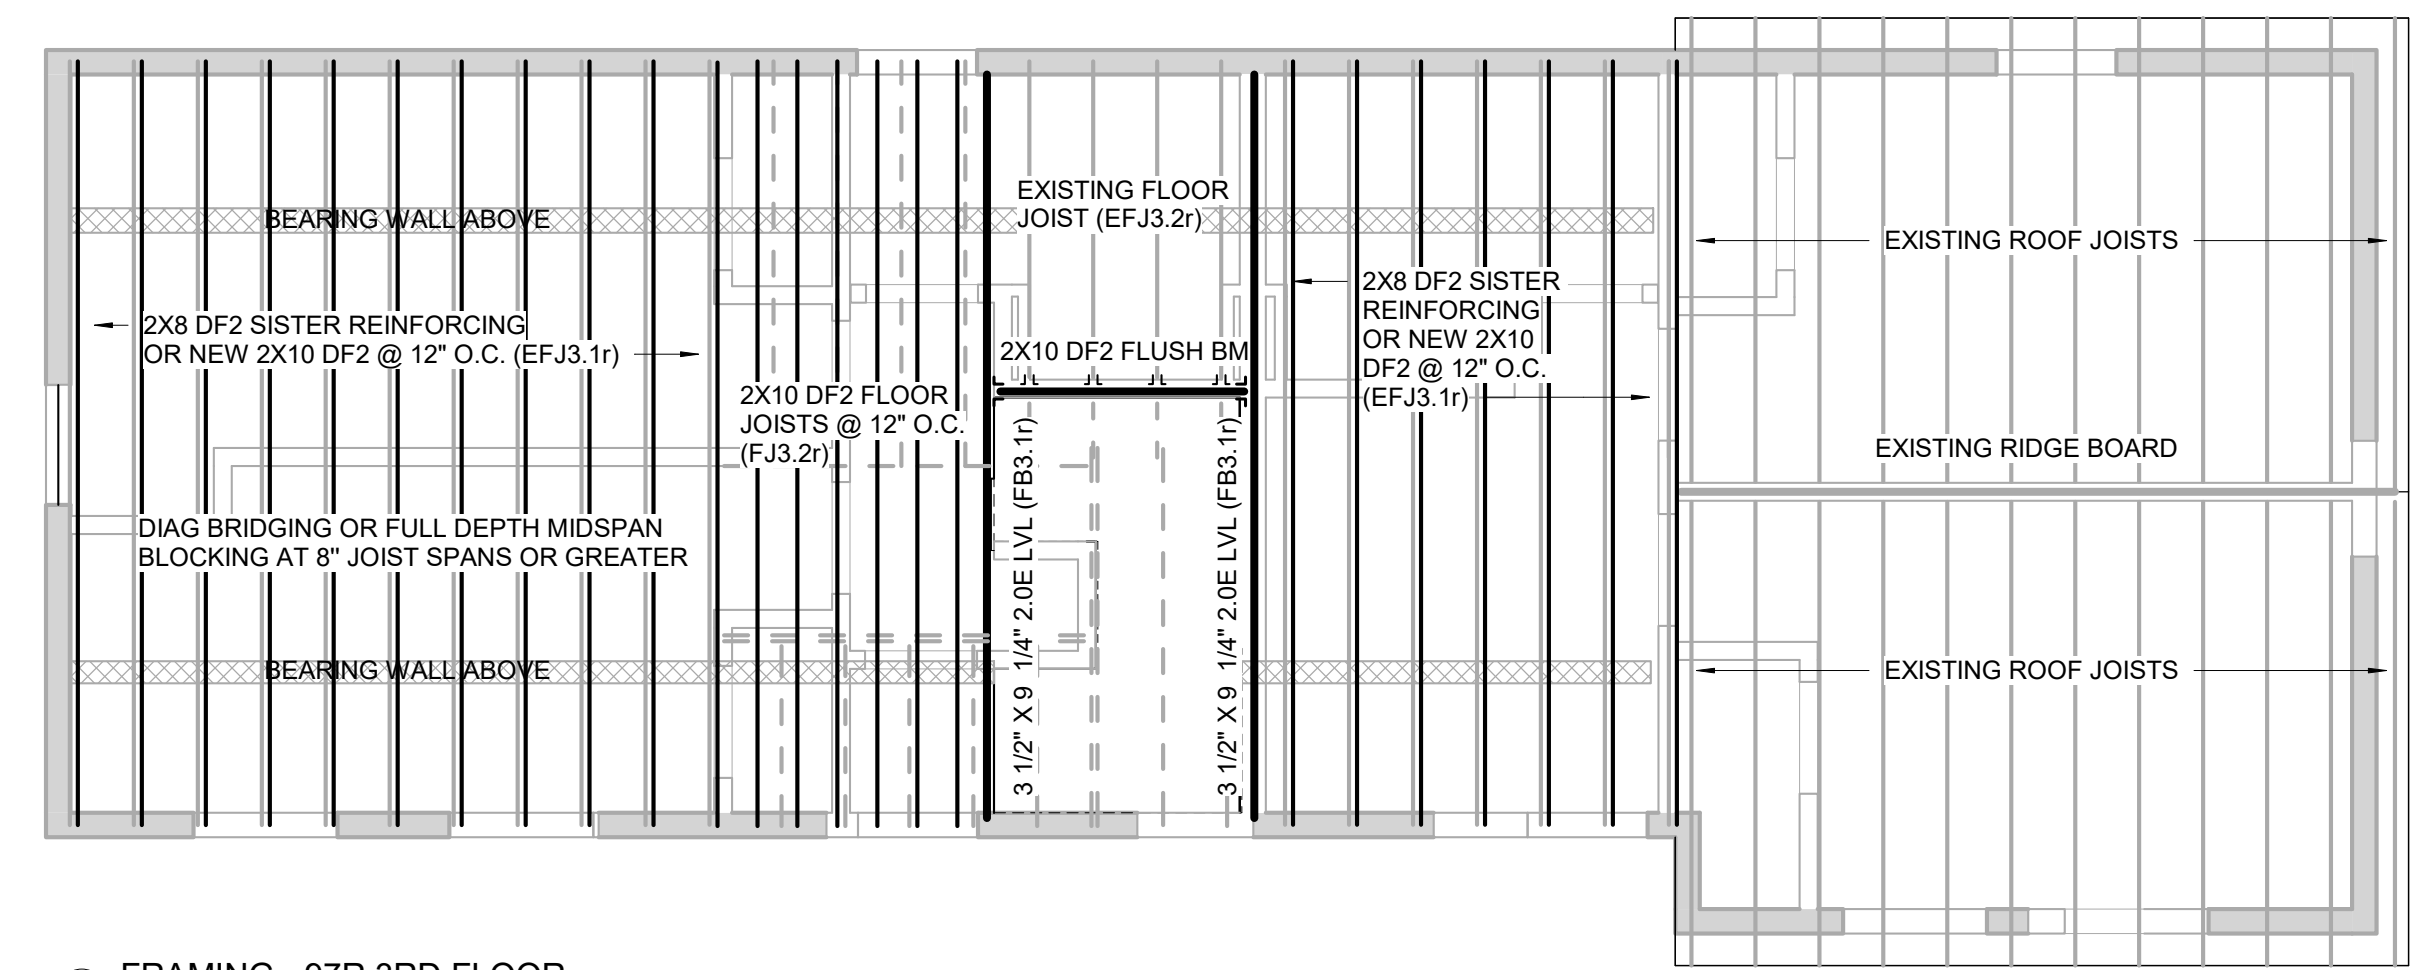 BEARING WALL ABOVE
EXISTING FLOOR
JOIST (EFJ3.2r)
EXISTING ROOF JOISTS
2X8 DF2 SISTER REINFORCING
OR NEW 2X10 DF2 @ 12" O.C. (EFJ3.1r)
2X10 DF2 FLUSH BM
2X8 DF2 SISTER
REINFORCING
OR NEW 2X10
DF2 @ 12" O.C.
(EFJ3.1r)
2X10 DF2 FLOOR
JOISTS @ 12" O.C.
(FJ3.2r)
3 1/2" X 9 1/4" 2.0E LVL (FB3.1r)
3 1/2" X 9 1/4" 2.0E LVL (FB3.1r)
EXISTING RIDGE BOARD
DIAG BRIDGING OR FULL DEPTH MIDSPAN
BLOCKING AT 8" JOIST SPANS OR GREATER
BEARING WALL ABOVE
EXISTING ROOF JOISTS
FRAMING - 97R 3RD FLOOR